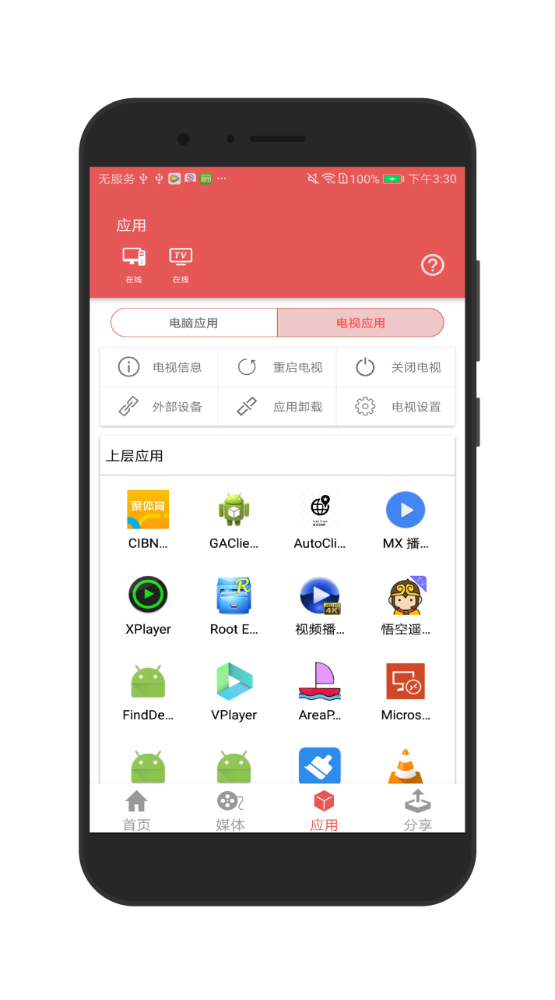 无服务 100% 下午3:30
应用
TV
在线 在线
电脑应用 电视应用
电视信息 重启电视 关闭电视
外部设备 应用卸载 电视设置
上层应用
聚体育
CIBN... GAClie... AutoCli... MX 播...
R
4K
TV
XPlayer Root E... 视频播... 悟空遥...
FindDe... VPlayer AreaP... Micros...
首页 媒体 应用 分享